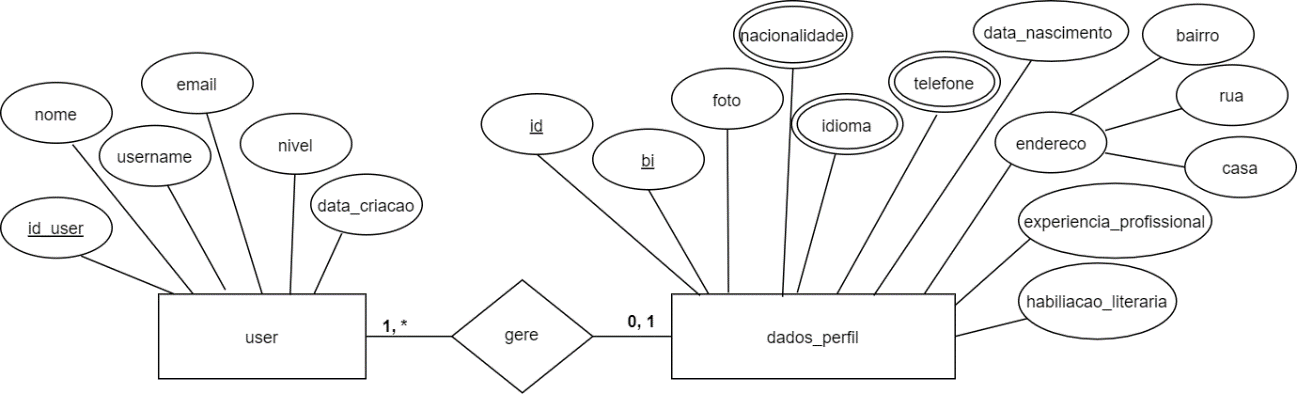 nome
email
username
nivel
data_criacao
id_user
user
1, *
gere
0, 1
dados_perfil
id
bi
foto
nacionalidade
idioma
telefone
data_nascimento
endereco
bairro
rua
casa
experiencia_profissional
habiliacao_literaria